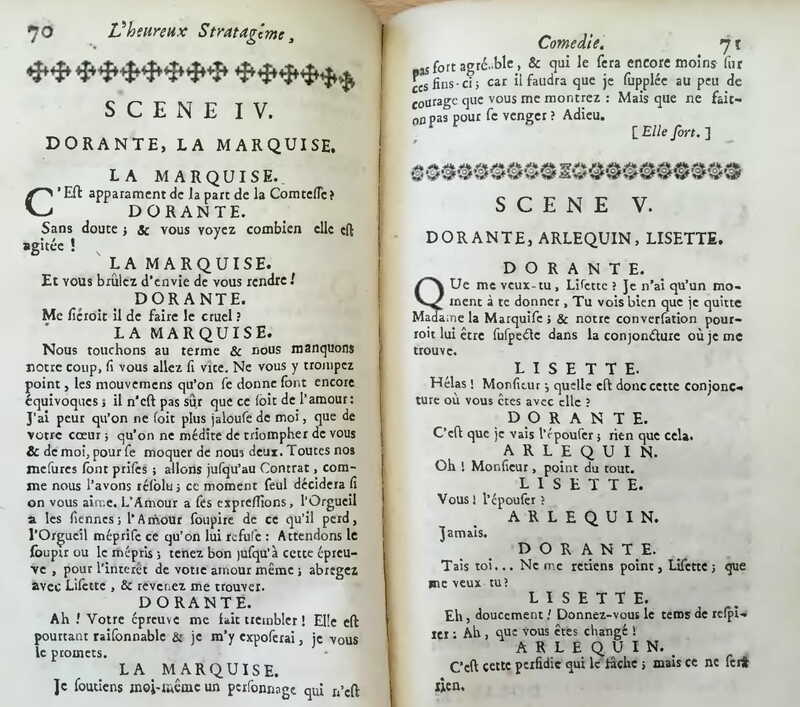 70 L'heureux Stratagême,
SCENE IV.
DORANTE, LA MARQUISE.
LA MARQUISE.
C'Eſt apparament de la part de la Comteſſe?
DORANTE.
Sans doute ; & vous voyez combien elle eſt
agitée !
LA MARQUISE.
Et vous brûlez d'envie de vous rendre !
DORANTE.
Me ſiéroit il de faire le cruel ?
LA MARQUISE.
Nous touchons au terme & nous manquons
notre coup, ſi vous allez ſi vite. Ne vous y trompez
point, les mouvemens qu'on ſe donne ſont encore
équivoques ; il n'eſt pas sûr que ce ſoit de l'amour:
J'ai peur qu'on ne ſoit plus jalouſe de moi, que de
votre cœur ; qu'on ne médite de triompher de vous
& de moi, pour ſe moquer de nous deux. Toutes nos
meſures ſont priſes ; allons juſqu'au Contrat, com-
me nous l'avons réſolu ; ce moment ſeul décidera ſi
on vous aime. L'Amour a ſes expreſſions, l'Orgueil
a les ſiennes ; l'Amour ſoupire de ce qu'il perd,
l'Orgueil mépriſe ce qu'on lui refuſe : Attendons le
ſoupir ou le mépris ; tenez bon juſqu'à cette épreu-
ve, pour l'interêt de votre amour même ; abregez
avec Liſette, & revenez me trouver.
DORANTE.
Ah ! Votre épreuve me fait trembler ! Elle eſt
pourtant raiſonnable & je m'y expoſerai, je vous
le promets.
LA MARQUISE.
Je ſoutiens moi-même un perſonnage qui n'eſt
Comedie. 71
pas fort agréable, & qui le ſera encore moins ſur
ces fins-ci ; car il faudra que je ſupplée au peu de
courage que vous me montrez : Mais que ne fait-
on pas pour ſe venger ? Adieu.
[ Elle ſort. ]
SCENE V.
DORANTE, ARLEQUIN, LISETTE.
DORANTE.
QUe me veux-tu, Liſette ? Je n'ai qu'un mo-
ment à te donner, Tu vois bien que je quitte
Madame la Marquiſe ; & notre converſation pour-
roit lui être ſuſpecte dans la conjoncture où je me
trouve.
LISETTE.
Hélas ! Monſieur ; quelle eſt donc cette conjonc-
ture où vous êtes avec elle ?
DORANTE.
C'eſt que je vais l'épouſer ; rien que cela.
ARLEQUIN.
Oh ! Monſieur, point du tout.
LISETTE.
Vous ! l'épouſer ?
ARLEQUIN.
Jamais.
DORANTE.
Tais toi... Ne me retiens point, Liſette ; que
me veux tu ?
LISETTE.
Eh, doucement ! Donnez-vous le tems de reſpi-
rer : Ah, que vous êtes changé !
ARLEQUIN.
C'eſt cette perfidie qui le fâche ; mais ce ne ſera
rien.